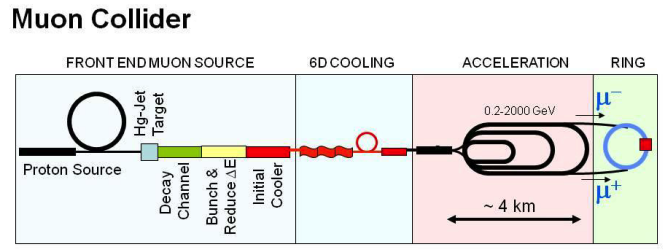 Muon Collider
FRONT END MUON SOURCE
6D COOLING
ACCELERATION
RING
Proton Source
Hg-Jet
Target
Decay
Channel
Bunch &
Reduce ΔE
Initial
Cooler
0.2-2000 GeV
μ⁻
μ⁺
~ 4 km